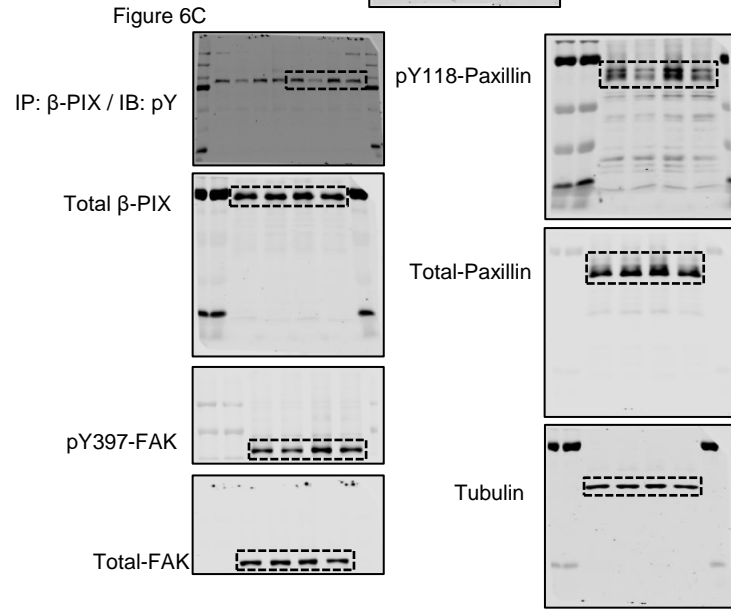 Figure 6C
IP: β-PIX / IB: pY
Total β-PIX
pY397-FAK
Total-FAK
pY118-Paxillin
Total-Paxillin
Tubulin